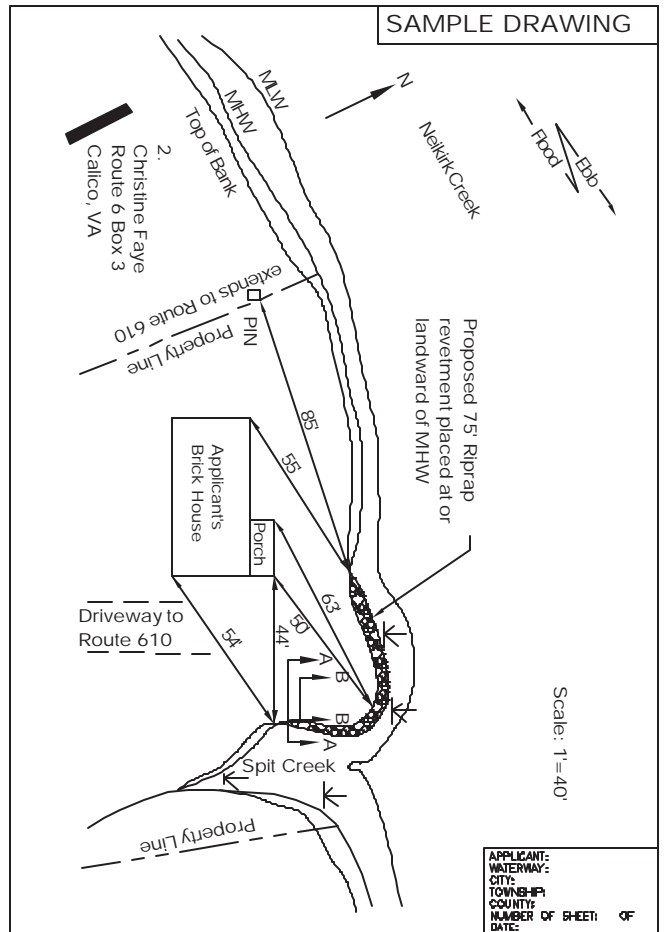 SAMPLE DRAWING
MLW
MHW
Top of Bank
N
Nelkirk Creek
Flood
Ebb
2.
Christine Faye
Route 6 Box 3
Calico, VA
extends to Route 610
Property Line
PIN
Proposed 75' Riprap
revetment placed at or
landward of MHW
85'
55'
Applicant's
Brick House
Porch
63'
50'
44'
54'
Driveway to
Route 610
A
B
B
A
Spit Creek
Property Line
Scale: 1'=40'
APPLICANT:
WATERWAY:
CITY:
TOWNSHIP:
COUNTY:
NUMBER OF SHEET: OF
DATE: